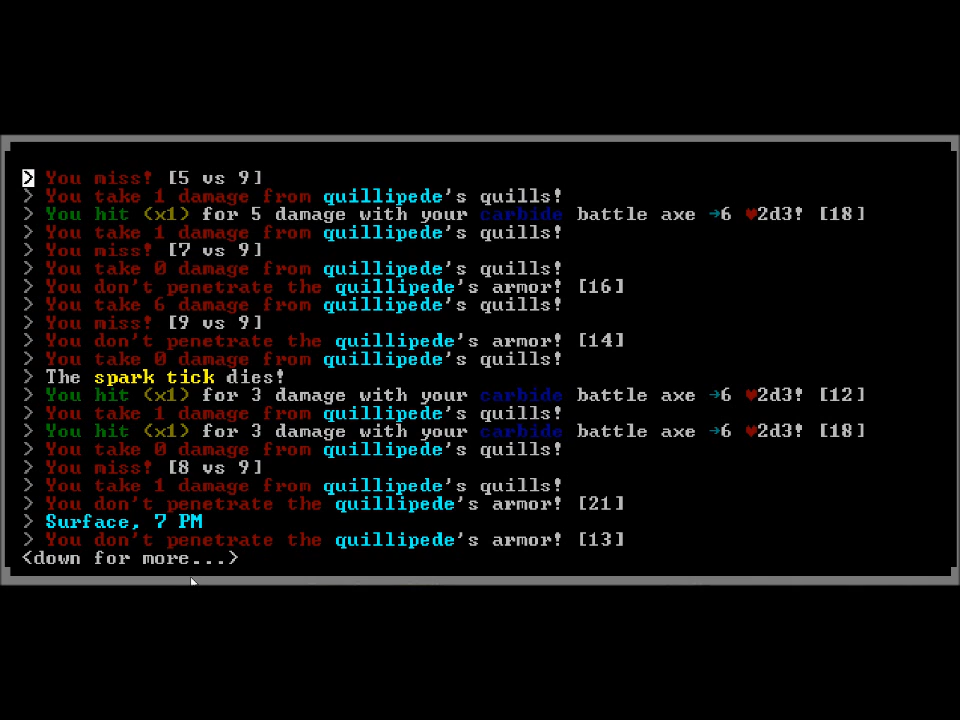 > You miss! [5 vs 9]
> You take 1 damage from quillipede's quills!
> You hit (x1) for 5 damage with your carbide battle axe →6 ♥2d3! [18]
> You take 1 damage from quillipede's quills!
> You miss! [7 vs 9]
> You take 0 damage from quillipede's quills!
> You don't penetrate the quillipede's armor! [16]
> You take 6 damage from quillipede's quills!
> You miss! [9 vs 9]
> You don't penetrate the quillipede's armor! [14]
> You take 0 damage from quillipede's quills!
> The spark tick dies!
> You hit (x1) for 3 damage with your carbide battle axe →6 ♥2d3! [12]
> You take 1 damage from quillipede's quills!
> You hit (x1) for 3 damage with your carbide battle axe →6 ♥2d3! [18]
> You take 0 damage from quillipede's quills!
> You miss! [8 vs 9]
> You take 1 damage from quillipede's quills!
> You don't penetrate the quillipede's armor! [21]
> Surface, 7 PM
> You don't penetrate the quillipede's armor! [13]
<down for more...>